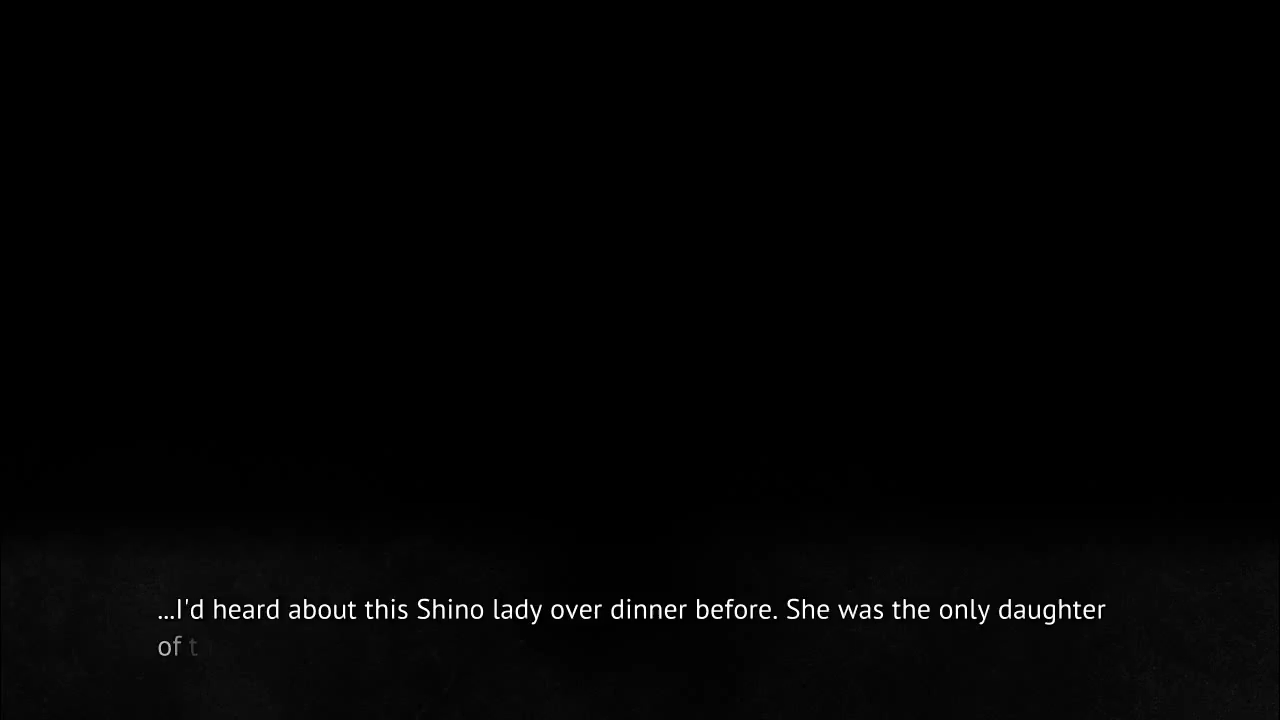 ...I'd heard about this Shino lady over dinner before. She was the only daughter
of t